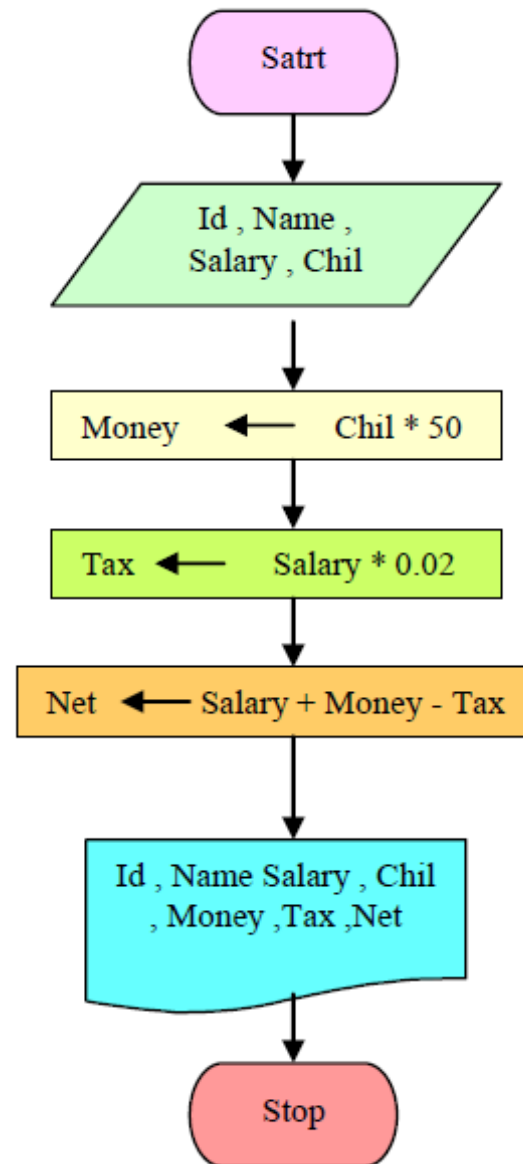 Satrt
Id , Name ,
Salary , Chil
Money ← Chil * 50
Tax ← Salary * 0.02
Net ← Salary + Money - Tax
Id , Name Salary , Chil
, Money ,Tax ,Net
Stop